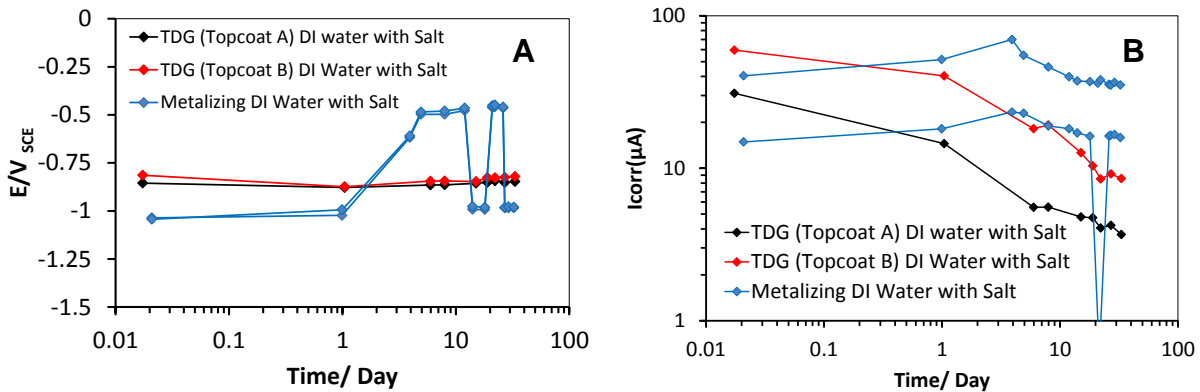 A
TDG (Topcoat A) DI water with Salt
TDG (Topcoat B) DI Water with Salt
Metalizing DI Water with Salt
E/V SCE
0
-0.25
-0.5
-0.75
-1
-1.25
-1.5
0.01 0.1 1 10 100
Time/ Day
B
Icorr(µA)
100
10
1
TDG (Topcoat A) DI water with Salt
TDG (Topcoat B) DI Water with Salt
Metalizing DI Water with Salt
0.01 0.1 1 10 100
Time/ Day